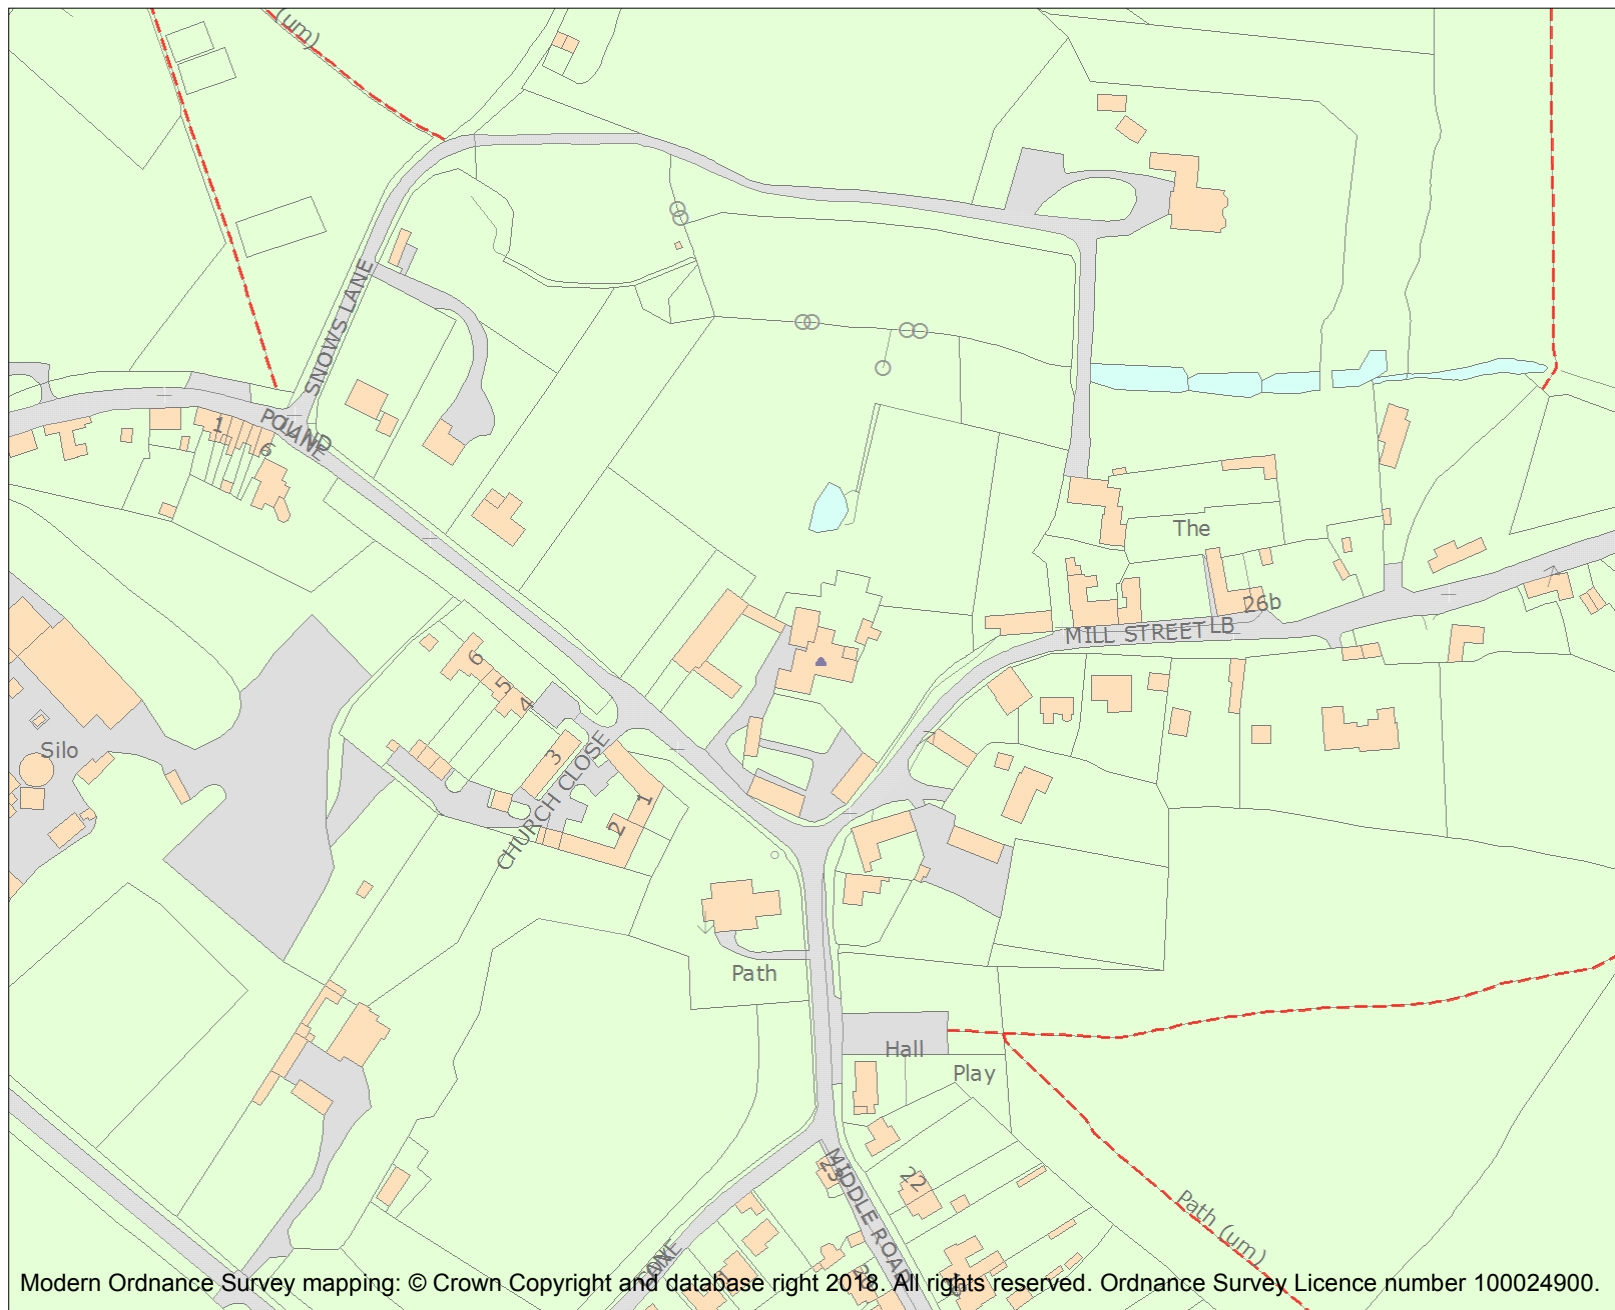 (um)
SNOWS LANE
POLAND
LANE
1
6
The
26b
MILL STREET LB
6
5
4
3
CHURCH CLOSE
1
2
Silo
Path
Hall
Play
MIDDLE ROAD
22
Path (um)
Modern Ordnance Survey mapping: © Crown Copyright and database right 2018. All rights reserved. Ordnance Survey Licence number 100024900.